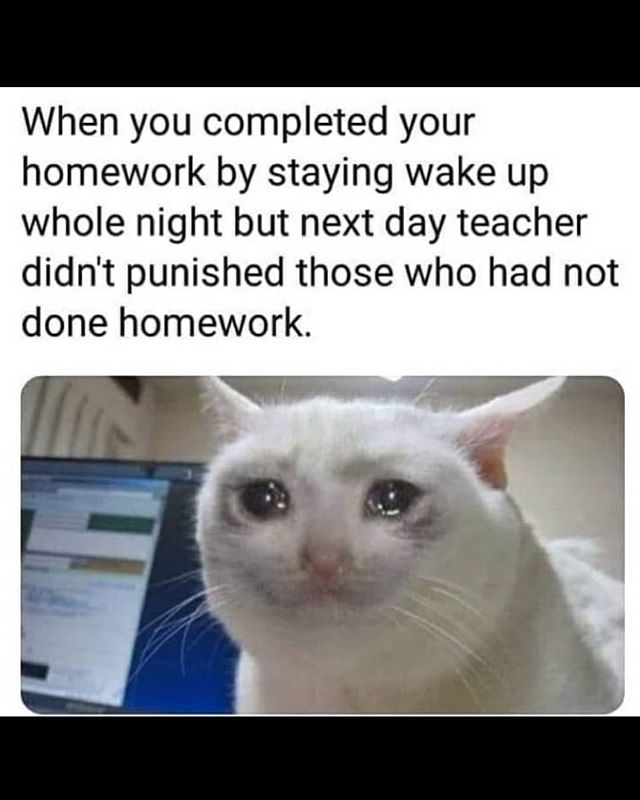 When you completed your
homework by staying wake up
whole night but next day teacher
didn't punished those who had not
done homework.